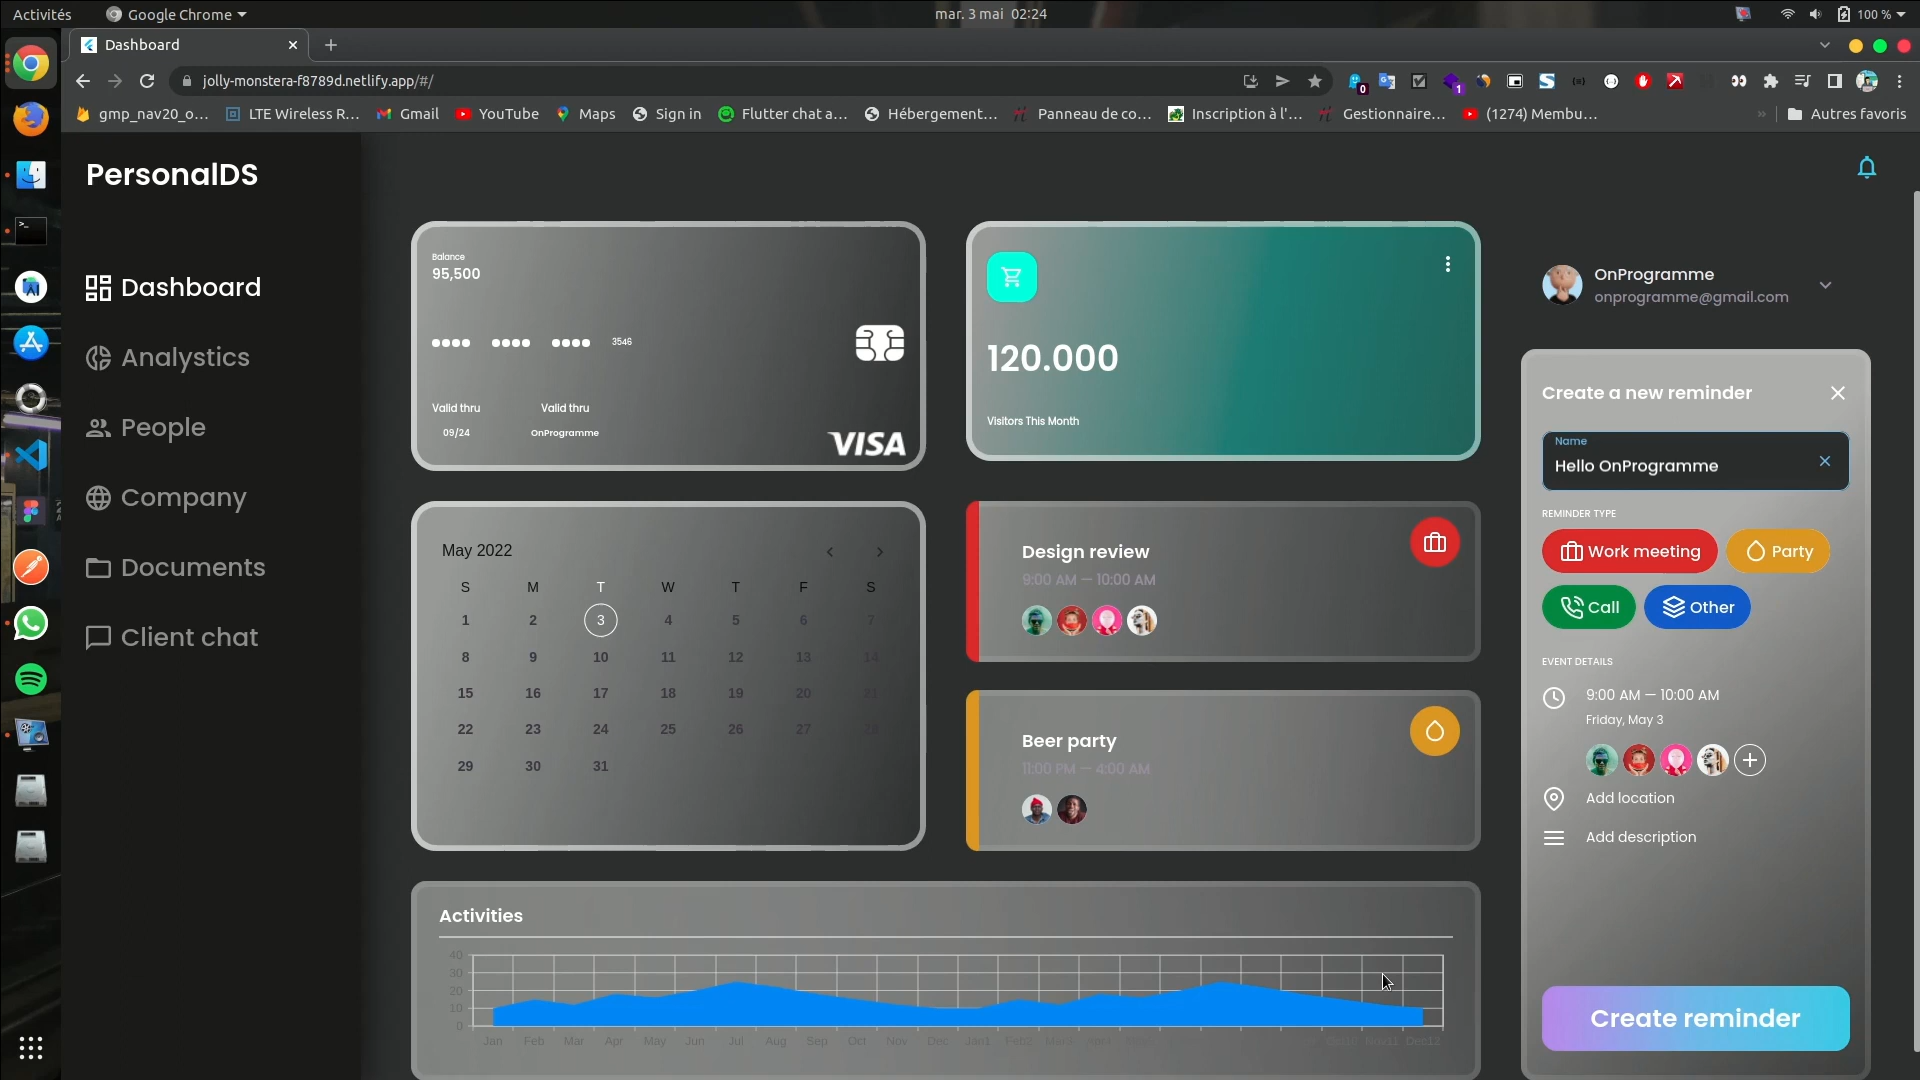 Activités
Google Chrome
mar. 3 mai 02:24
100 %
Dashboard
jolly-monstera-f8789d.netlify.app/#/
0
1
gmp_nav20_o...
LTE Wireless R...
Gmail
YouTube
Maps
Sign in
Flutter chat a...
Hébergement...
Panneau de co...
Inscription à l'...
Gestionnaire...
(1274) Membu...
»
Autres favoris
PersonalDS
Dashboard
Analystics
People
Company
Documents
Client chat
Balance
95,500
3546
Valid thru
Valid thru
09/24
OnProgramme
VISA
120.000
Visitors This Month
May 2022
S M T W T F S
1 2 3 4 5 6 7
8 9 10 11 12 13 14
15 16 17 18 19 20 21
22 23 24 25 26 27 28
29 30 31
Design review
9:00 AM — 10:00 AM
Beer party
11:00 PM — 4:00 AM
Activities
40
30
20
10
0
Jan Feb Mar Apr May Jun Jul Aug Sep Oct Nov Dec Jan1 Feb2 Mar3 Apr4 Nov11 Dec12
OnProgramme
onprogramme@gmail.com
Create a new reminder
Name
Hello OnProgramme
REMINDER TYPE
Work meeting
Party
Call
Other
EVENT DETAILS
9:00 AM — 10:00 AM
Friday, May 3
Add location
Add description
Create reminder